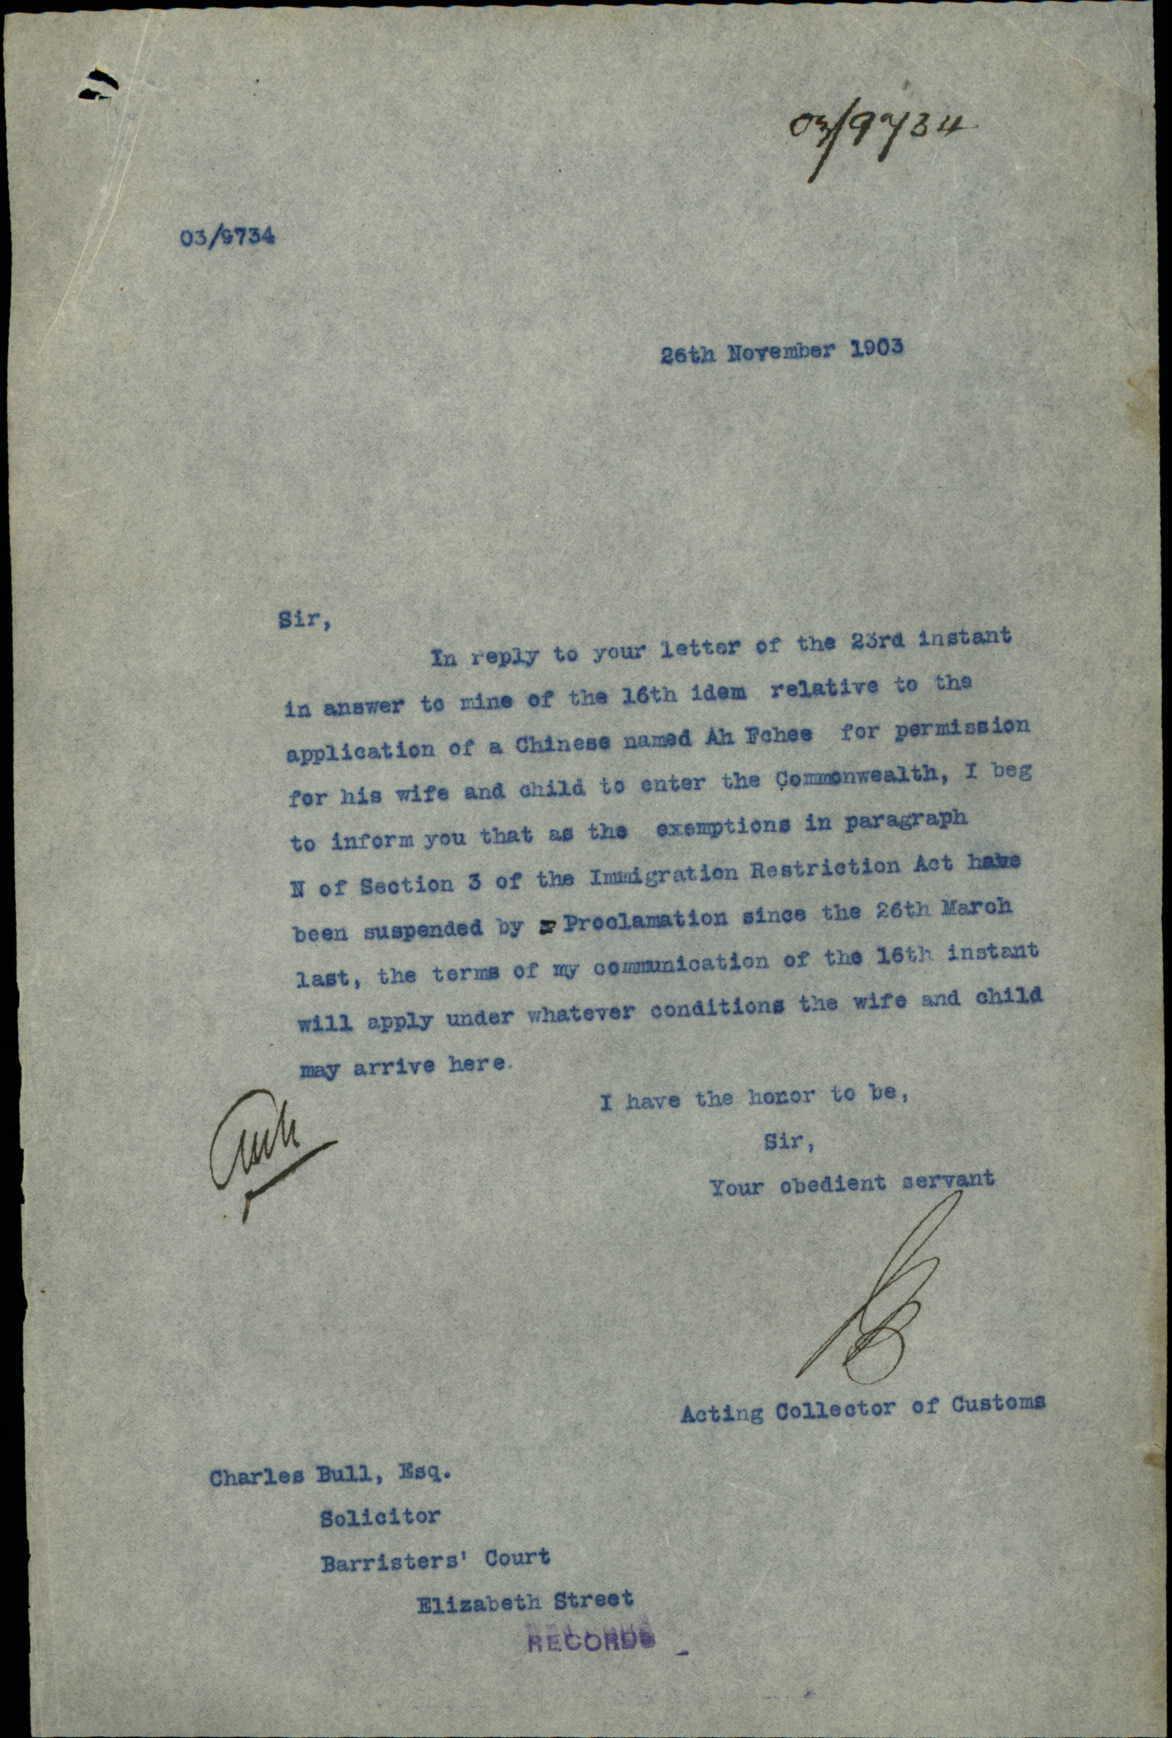 03/9734
03/9734
26th November 1903
Sir,
In reply to your letter of the 23rd instant
in answer to mine of the 16th idem relative to the
application of a Chinese named Ah Fchee for permission
for his wife and child to enter the Commonwealth, I beg
to inform you that as the exemptions in paragraph
N of Section 3 of the Immigration Restriction Act have
been suspended by Proclamation since the 26th March
last, the terms of my communication of the 16th instant
will apply under whatever conditions the wife and child
may arrive here.
I have the honor to be,
Sir,
Your obedient servant
Acting Collector of Customs
Charles Bull, Esq.
Solicitor
Barristers' Court
Elizabeth Street
RECORDS